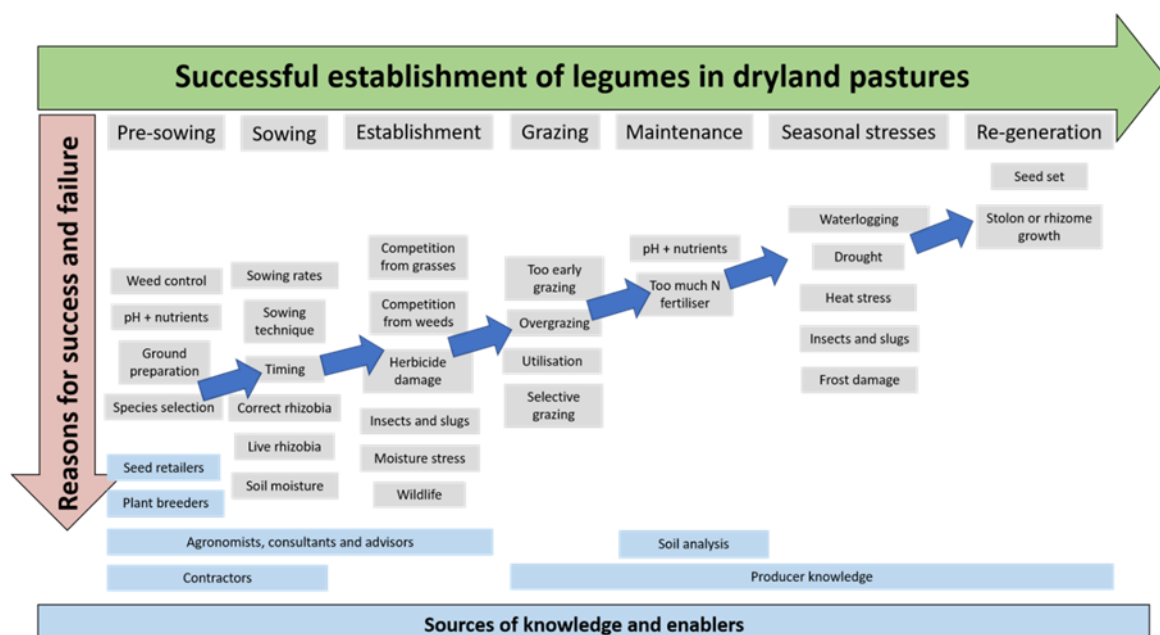 Successful establishment of legumes in dryland pastures
Reasons for success and failure
Pre-sowing
Weed control
pH + nutrients
Ground
preparation
Species selection
Seed retailers
Plant breeders
Sowing
Sowing rates
Sowing
technique
Timing
Correct rhizobia
Live rhizobia
Soil moisture
Establishment
Competition
from grasses
Competition
from weeds
Herbicide
damage
Insects and slugs
Moisture stress
Wildlife
Grazing
Too early
grazing
Overgrazing
Utilisation
Selective
grazing
Maintenance
pH + nutrients
Too much N
fertiliser
Seasonal stresses
Waterlogging
Drought
Heat stress
Insects and slugs
Frost damage
Re-generation
Seed set
Stolon or rhizome
growth
Agronomists, consultants and advisors
Soil analysis
Contractors
Producer knowledge
Sources of knowledge and enablers